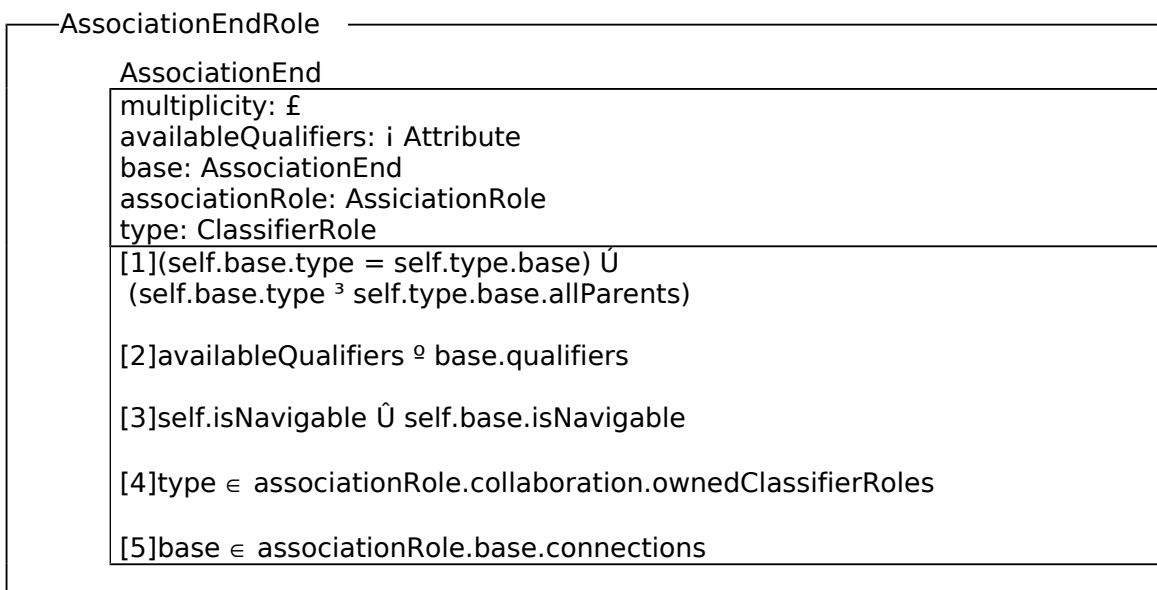 AssociationEndRole
AssociationEnd
multiplicity: £
availableQualifiers: ¡ Attribute
base: AssociationEnd
associationRole: AssiciationRole
type: ClassifierRole
[1](self.base.type = self.type.base) Ú
(self.base.type ³ self.type.base.allParents)
[2]availableQualifiers º base.qualifiers
[3]self.isNavigable Û self.base.isNavigable
[4]type ∈ associationRole.collaboration.ownedClassifierRoles
[5]base ∈ associationRole.base.connections